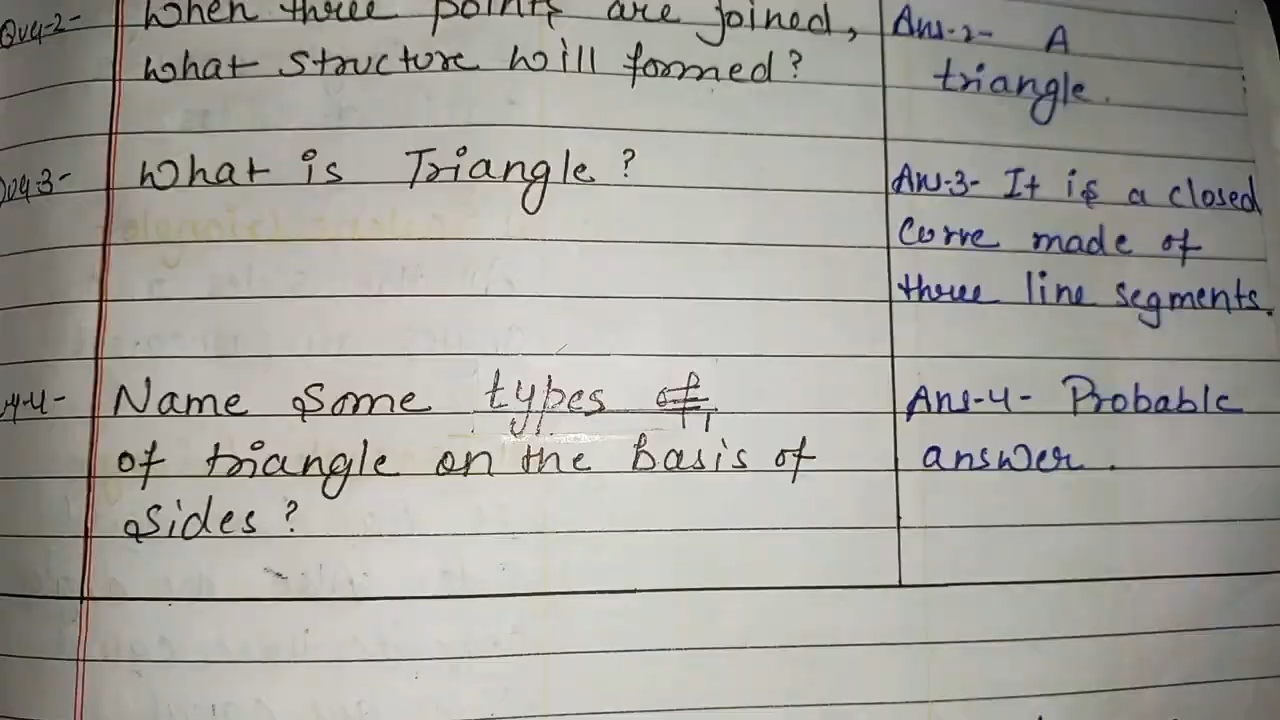 Que-2- When three points are joined,
what structure will formed?
Ans-2- A
triangle.
Que-3- What is Triangle?
Ans-3- It is a closed
Curve made of
three line segments.
Name some types of
of triangle on the basis of
sides?
Ans-4- Probable
answer.